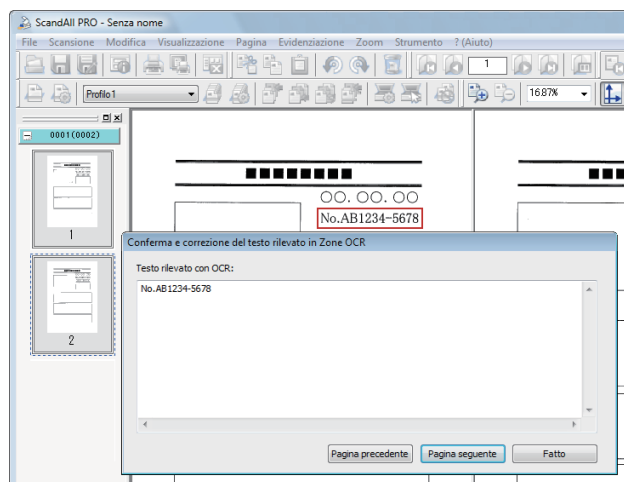 ScandAll PRO - Senza nome
File Scansione Modifica Visualizzazione Pagina Evidenziazione Zoom Strumento ? (Aiuto)
1
Profilo 1
16.87%
0001(0002)
1
2
OO. OO. OO
No.AB1234-5678
Conferma e correzione del testo rilevato in Zone OCR
Testo rilevato con OCR:
No.AB1234-5678
Pagina precedente Pagina seguente Fatto